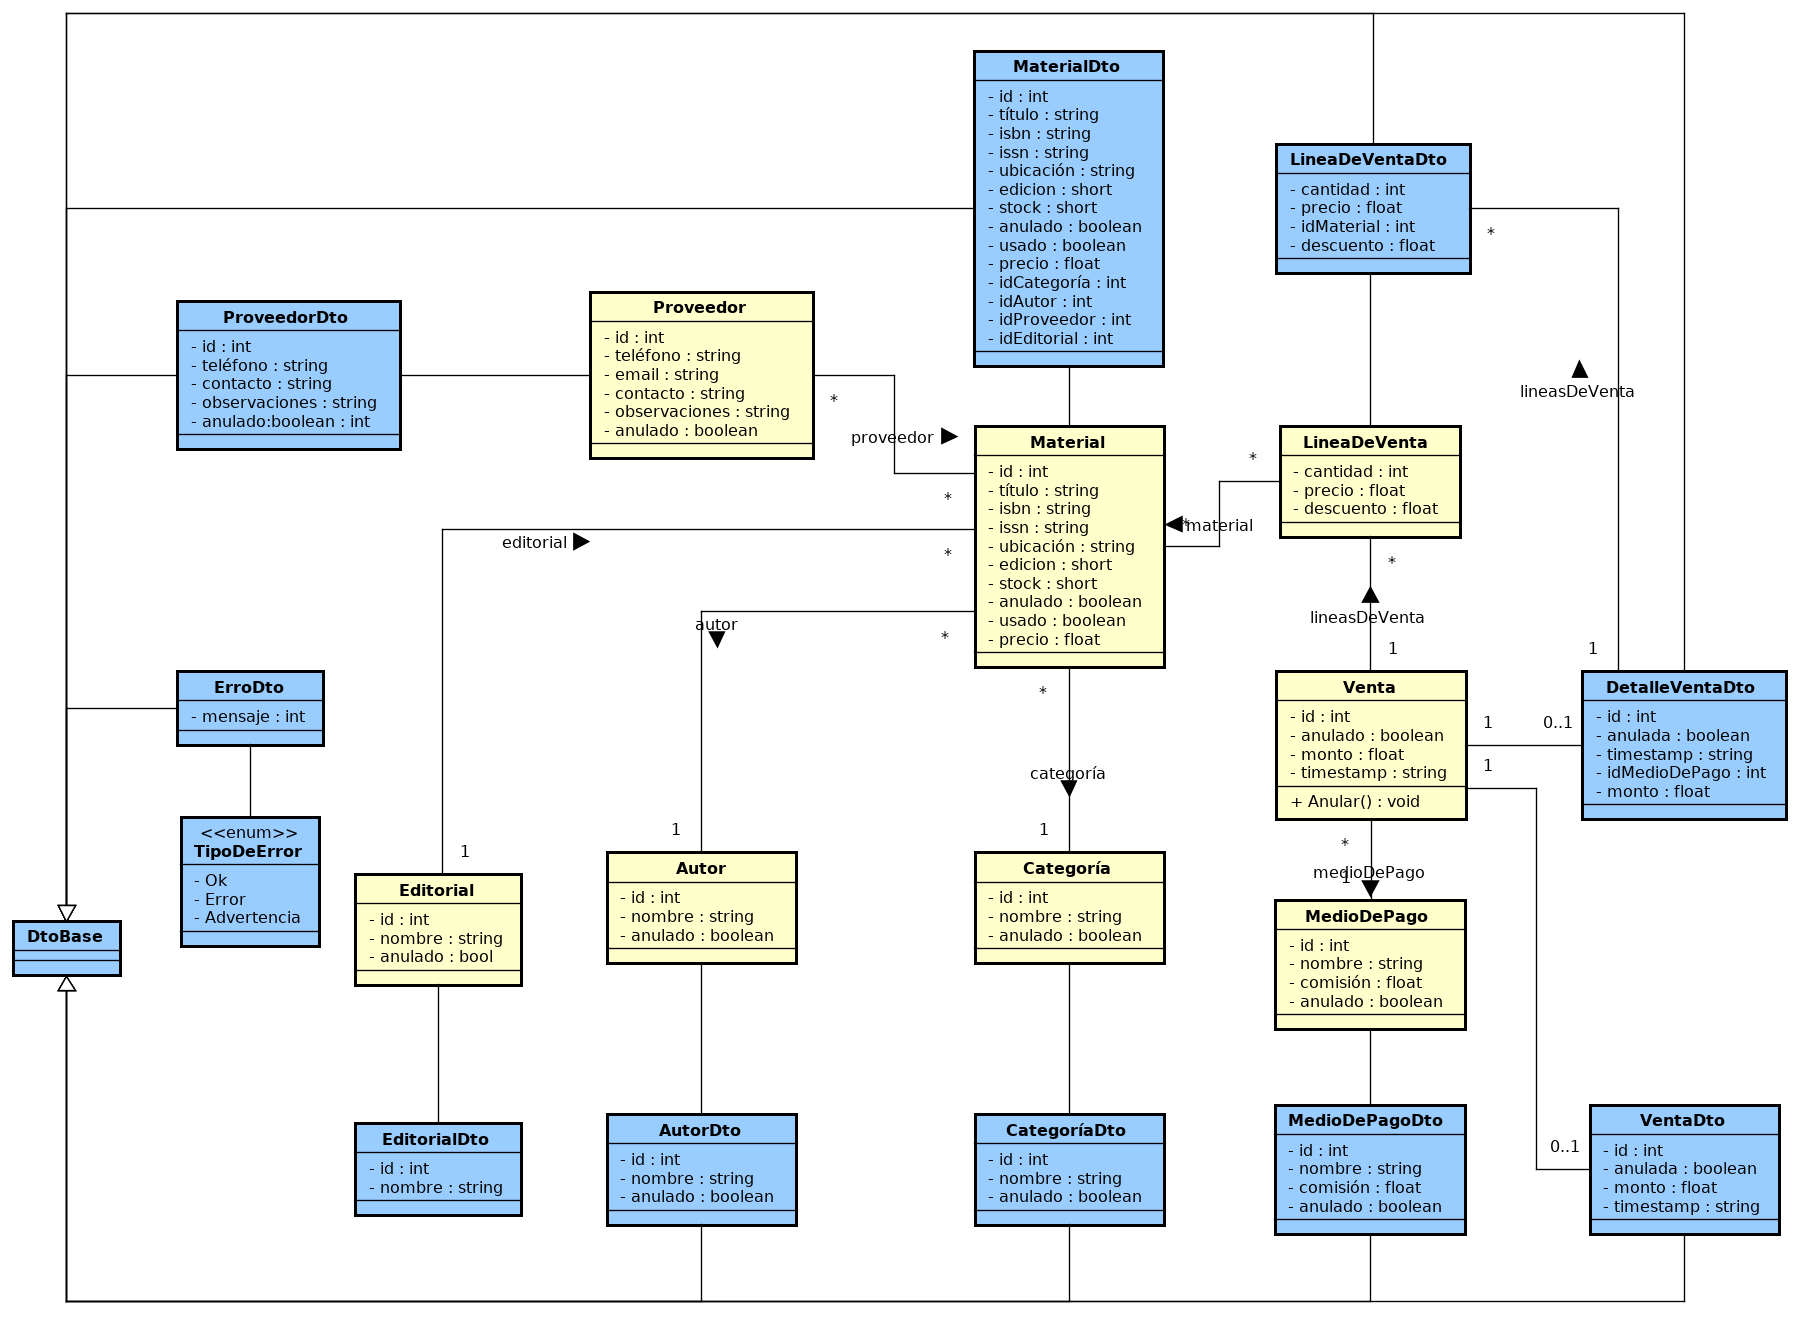 MaterialDto
- id : int
- título : string
- isbn : string
- issn : string
- ubicación : string
- edicion : short
- stock : short
- anulado : boolean
- usado : boolean
- precio : float
- idCategoría : int
- idAutor : int
- idProveedor : int
- idEditorial : int
LineaDeVentaDto
- cantidad : int
- precio : float
- idMaterial : int
- descuento : float
*
ProveedorDto
- id : int
- teléfono : string
- contacto : string
- observaciones : string
- anulado:boolean : int
Proveedor
- id : int
- teléfono : string
- email : string
- contacto : string
- observaciones : string
- anulado : boolean
*
proveedor
*
lineasDeVenta
Material
- id : int
- título : string
- isbn : string
- issn : string
- ubicación : string
- edicion : short
- stock : short
- anulado : boolean
- usado : boolean
- precio : float
LineaDeVenta
- cantidad : int
- precio : float
- descuento : float
*
*
material
editorial
*
autor
*
*
lineasDeVenta
1
1
ErroDto
- mensaje : int
<<enum>>
TipoDeError
- Ok
- Error
- Advertencia
*
categoría
1
Venta
- id : int
- anulado : boolean
- monto : float
- timestamp : string
+ Anular() : void
1
0..1
1
DetalleVentaDto
- id : int
- anulada : boolean
- timestamp : string
- idMedioDePago : int
- monto : float
*
medioDePago
1
1
1
DtoBase
Editorial
- id : int
- nombre : string
- anulado : bool
Autor
- id : int
- nombre : string
- anulado : boolean
Categoría
- id : int
- nombre : string
- anulado : boolean
MedioDePago
- id : int
- nombre : string
- comisión : float
- anulado : boolean
EditorialDto
- id : int
- nombre : string
AutorDto
- id : int
- nombre : string
- anulado : boolean
CategoríaDto
- id : int
- nombre : string
- anulado : boolean
MedioDePagoDto
- id : int
- nombre : string
- comisión : float
- anulado : boolean
0..1
VentaDto
- id : int
- anulada : boolean
- monto : float
- timestamp : string